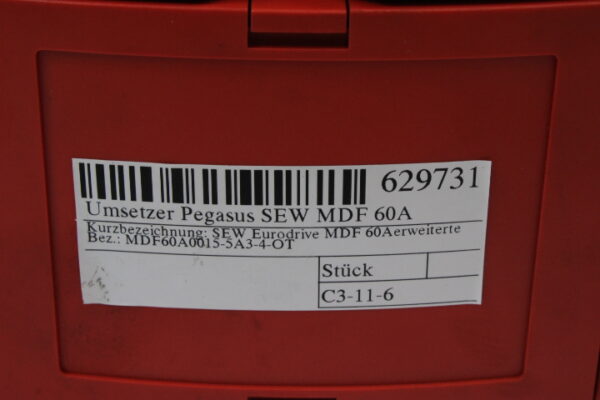 629731
Umsetzer Pegasus SEW MDF 60A
Kurzbezeichnung: SEW Eurodrive MDF 60Aerweiterte
Bez.: MDF60A0015-5A3-4-OT
Stück
C3-11-6